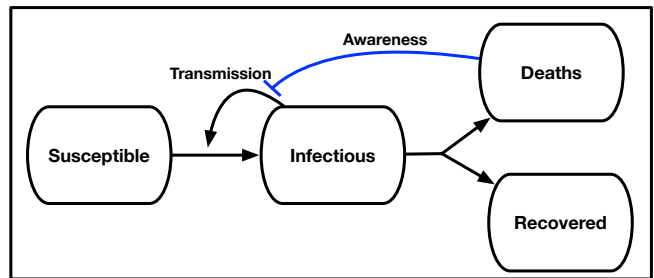 Awareness
Transmission
Deaths
Susceptible
Infectious
Recovered